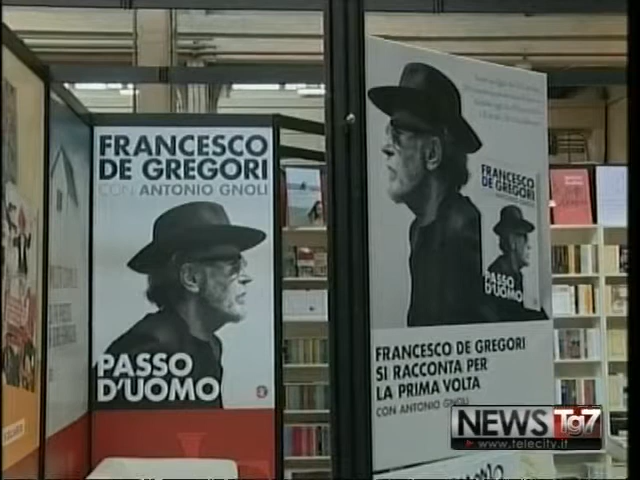 FRANCESCO
DE GREGORI
CON ANTONIO GNOLI
PASSO
D'UOMO
FRANCESCO
DE GREGORI
PASSO
D'UOMO
FRANCESCO DE GREGORI
SI RACCONTA PER
LA PRIMA VOLTA
CON ANTONIO GNOLI
NEWS Tg7
www.telecity.it